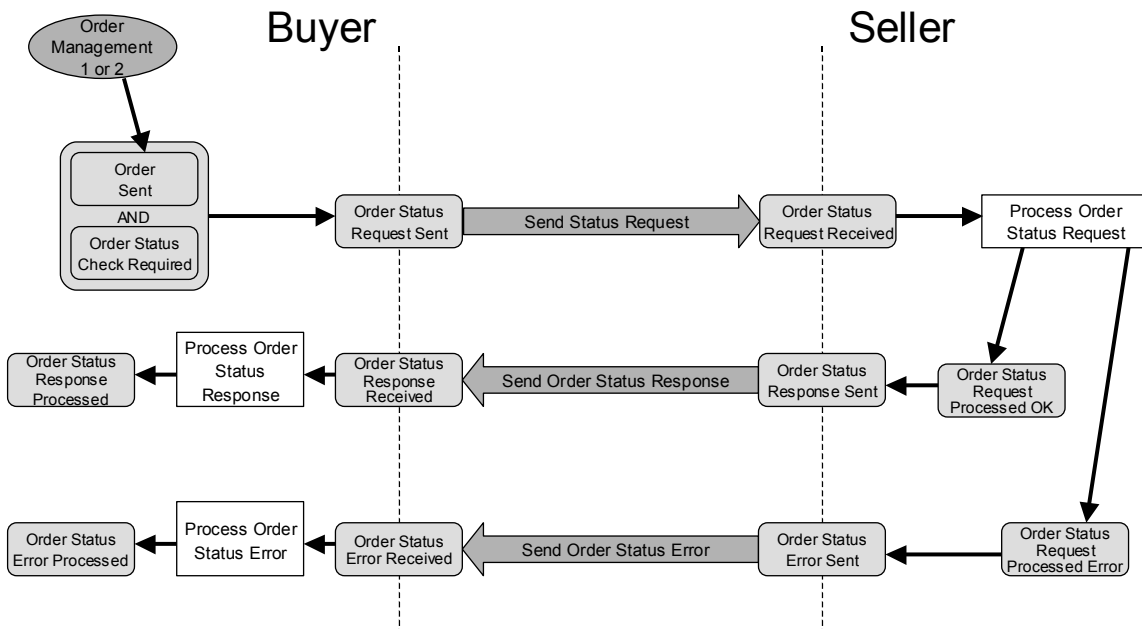 Order
Management
1 or 2
Buyer
Seller
Order
Sent
AND
Order Status
Check Required
Order Status
Request Sent
Send Status Request
Order Status
Request Received
Process Order
Status Request
Order Status
Response
Processed
Process Order
Status
Response
Order Status
Response
Received
Send Order Status Response
Order Status
Response Sent
Order Status
Request
Processed OK
Order Status
Error Processed
Process Order
Status Error
Order Status
Error Received
Send Order Status Error
Order Status
Error Sent
Order Status
Request
Processed Error